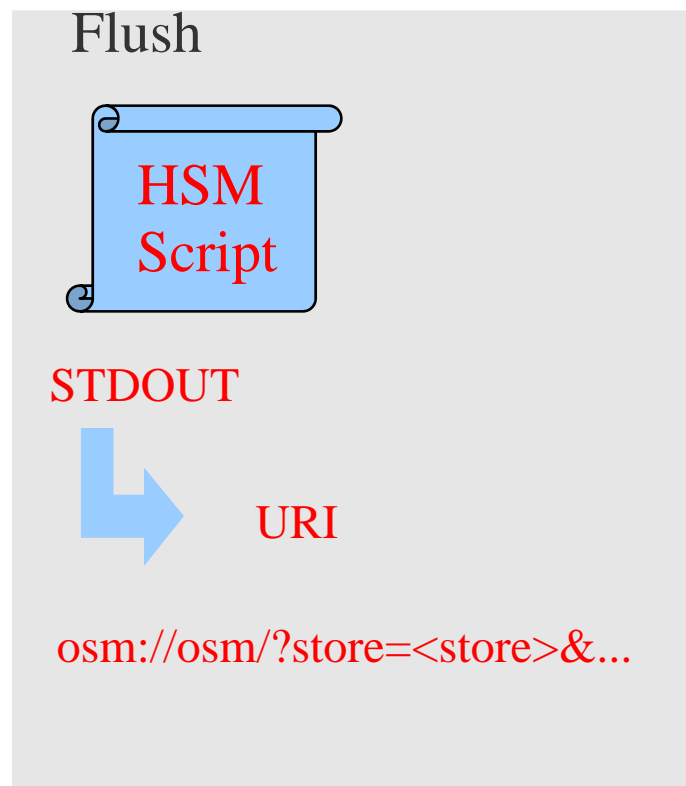 Flush
HSM
Script
STDOUT
URI
osm://osm/?store=<store>&...